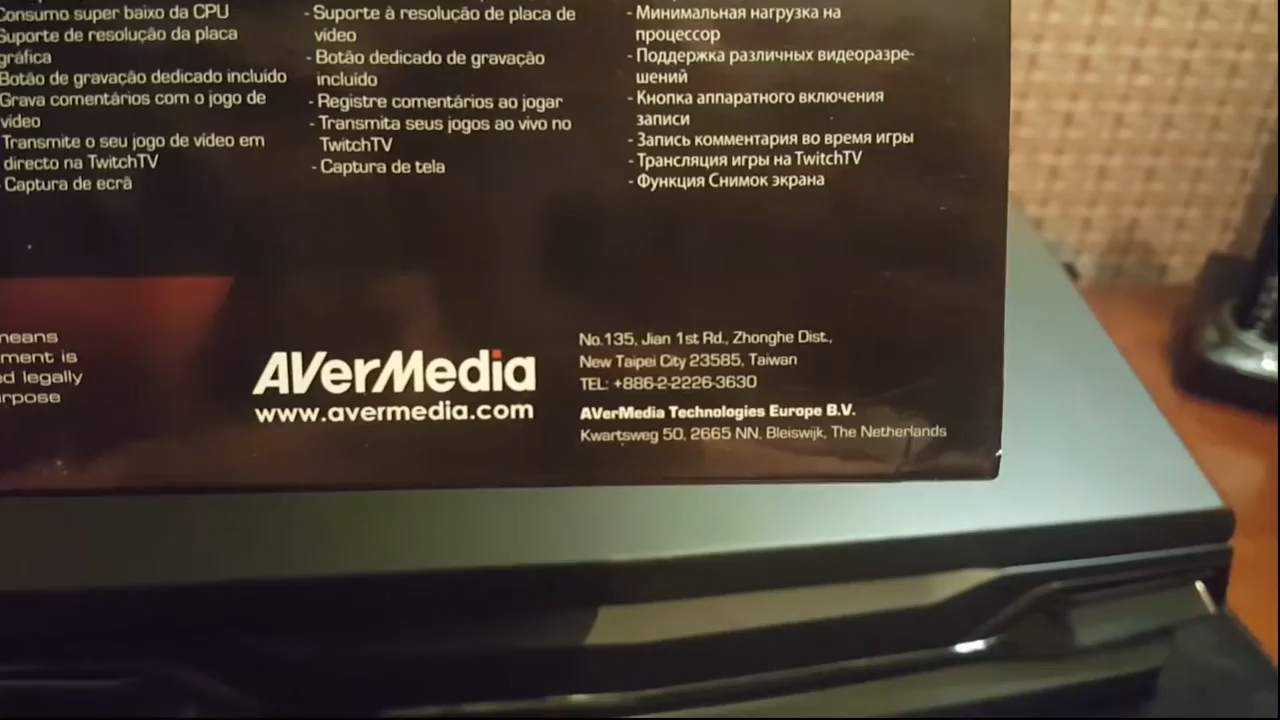 Consumo super baixo da CPU
Suporte de resolução da placa
gráfica
Botão de gravação dedicado incluído
Grava comentários com o jogo de
vídeo
Transmite o seu jogo de vídeo em
directo na TwitchTV
- Captura de ecrã
- Suporte à resolução de placa de
vídeo
- Botão dedicado de gravação
incluído
- Registre comentários ao jogar
- Transmita seus jogos ao vivo no
TwitchTV
- Captura de tela
- Минимальная нагрузка на
процессор
- Поддержка различных видеоразре-
шений
- Кнопка аппаратного включения
записи
- Запись комментария во время игры
- Трансляция игры на TwitchTV
- Функция Снимок экрана
means
ment is
d legally
rpose
AVerMedia
www.avermedia.com
No.135, Jian 1st Rd., Zhonghe Dist.,
New Taipei City 23585, Taiwan
TEL: +886-2-2226-3630
AVerMedia Technologies Europe B.V.
Kwartsweg 50, 2665 NN, Bleiswijk, The Netherlands